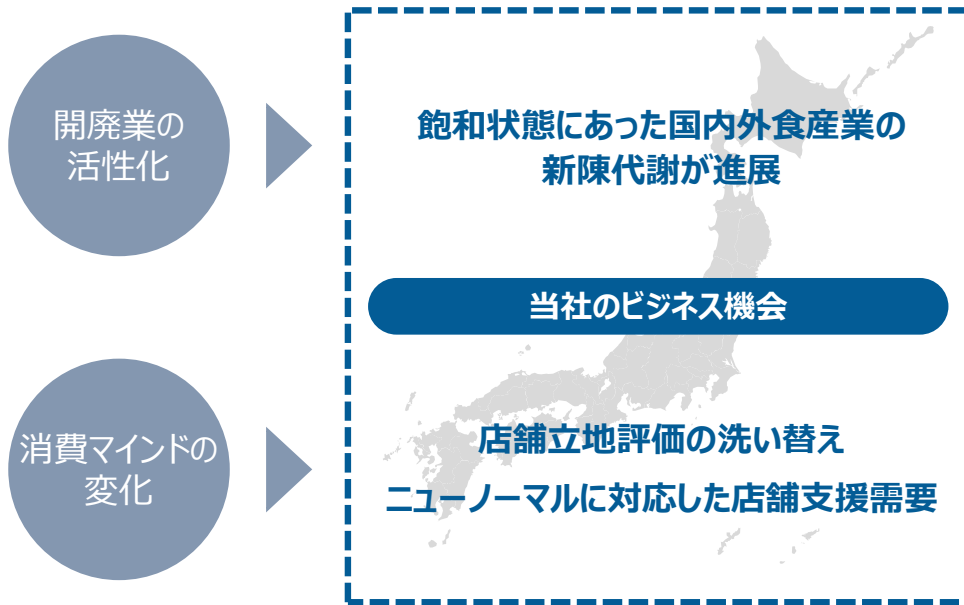 開廃業の
活性化
飽和状態にあった国内外食産業の
新陳代謝が進展
当社のビジネス機会
消費マインドの
変化
店舗立地評価の洗い替え
ニューノーマルに対応した店舗支援需要